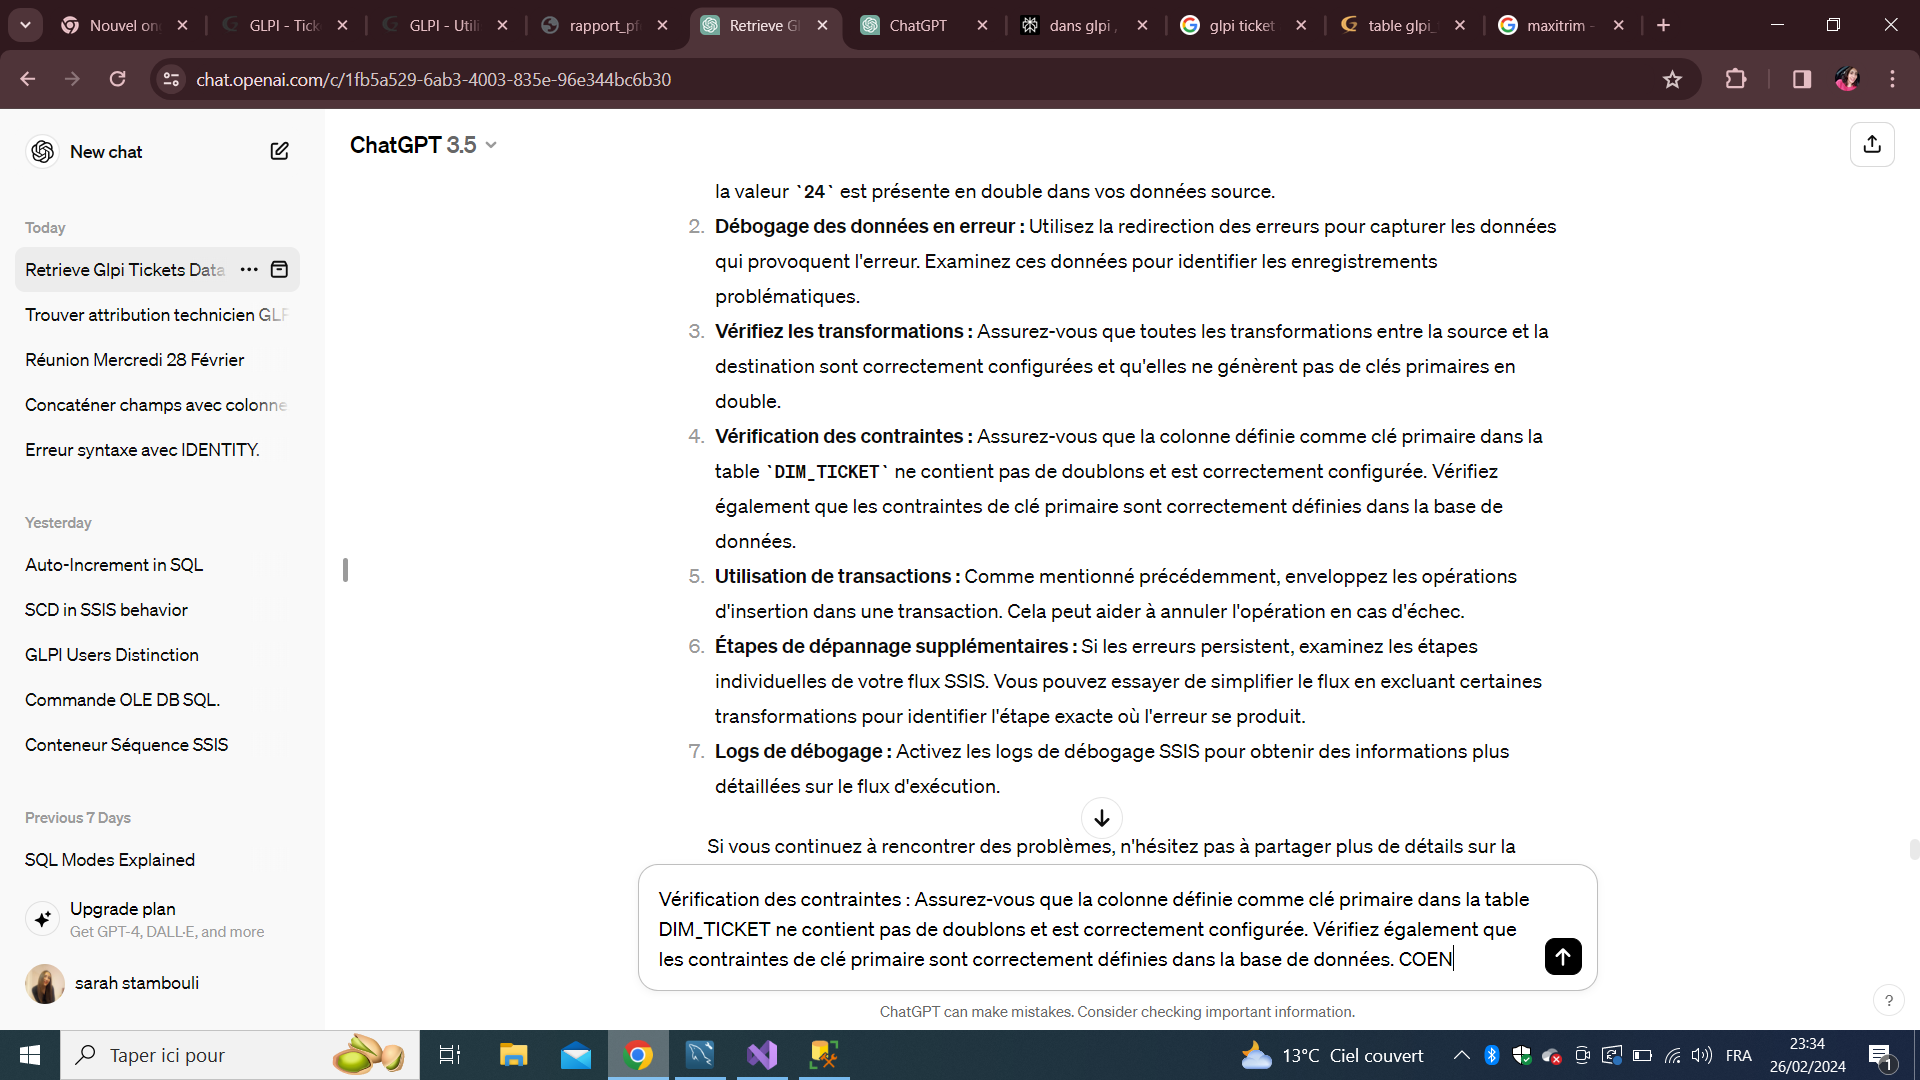 Nouvel on
GLPI - Tick
GLPI - Util
rapport_pf
Retrieve Gl
ChatGPT
dans glpi ,
glpi ticket
table glpi_
maxitrim -
chat.openai.com/c/1fb5a529-6ab3-4003-835e-96e344bc6b30
New chat
Today
Retrieve Glpi Tickets Data
Trouver attribution technicien GLP
Réunion Mercredi 28 Février
Concaténer champs avec colonne
Erreur syntaxe avec IDENTITY.
Yesterday
Auto-Increment in SQL
SCD in SSIS behavior
GLPI Users Distinction
Commande OLE DB SQL.
Conteneur Séquence SSIS
Previous 7 Days
SQL Modes Explained
Upgrade plan
Get GPT-4, DALL·E, and more
sarah stambouli
ChatGPT 3.5
la valeur `24` est présente en double dans vos données source.
2. Débogage des données en erreur : Utilisez la redirection des erreurs pour capturer les données
qui provoquent l'erreur. Examinez ces données pour identifier les enregistrements
problématiques.
3. Vérifiez les transformations : Assurez-vous que toutes les transformations entre la source et la
destination sont correctement configurées et qu'elles ne génèrent pas de clés primaires en
double.
4. Vérification des contraintes : Assurez-vous que la colonne définie comme clé primaire dans la
table `DIM_TICKET` ne contient pas de doublons et est correctement configurée. Vérifiez
également que les contraintes de clé primaire sont correctement définies dans la base de
données.
5. Utilisation de transactions : Comme mentionné précédemment, enveloppez les opérations
d'insertion dans une transaction. Cela peut aider à annuler l'opération en cas d'échec.
6. Étapes de dépannage supplémentaires : Si les erreurs persistent, examinez les étapes
individuelles de votre flux SSIS. Vous pouvez essayer de simplifier le flux en excluant certaines
transformations pour identifier l'étape exacte où l'erreur se produit.
7. Logs de débogage : Activez les logs de débogage SSIS pour obtenir des informations plus
détaillées sur le flux d'exécution.
Si vous continuez à rencontrer des problèmes, n'hésitez pas à partager plus de détails sur la
Vérification des contraintes : Assurez-vous que la colonne définie comme clé primaire dans la table
DIM_TICKET ne contient pas de doublons et est correctement configurée. Vérifiez également que
les contraintes de clé primaire sont correctement définies dans la base de données. COEN
ChatGPT can make mistakes. Consider checking important information.
?
Taper ici pour
13°C Ciel couvert
FRA
23:34
26/02/2024
1